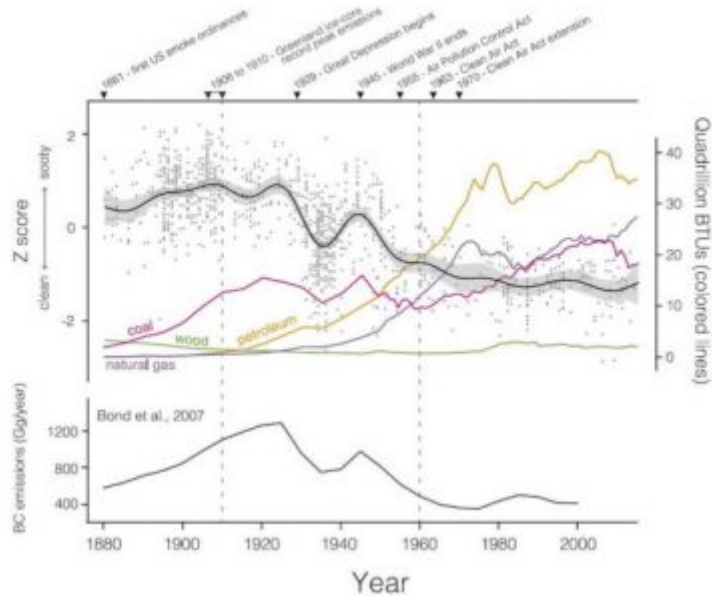 1881 - first US smoke ordinances
1908 to 1910 - Greenland ice-core
record peak emissions
1929 - Great Depression begins
1945 - World War II ends
1955 - Air Pollution Control Act
1963 - Clean Air Act
1970 - Clean Air Act extension
2
0
-2
Z score
clean
sooty
40
30
20
10
0
Quadrillion BTUs (colored lines)
coal
wood
petroleum
natural gas
Bond et al., 2007
1200
800
400
BC emissions (Gg/year)
1880 1900 1920 1940 1960 1980 2000
Year